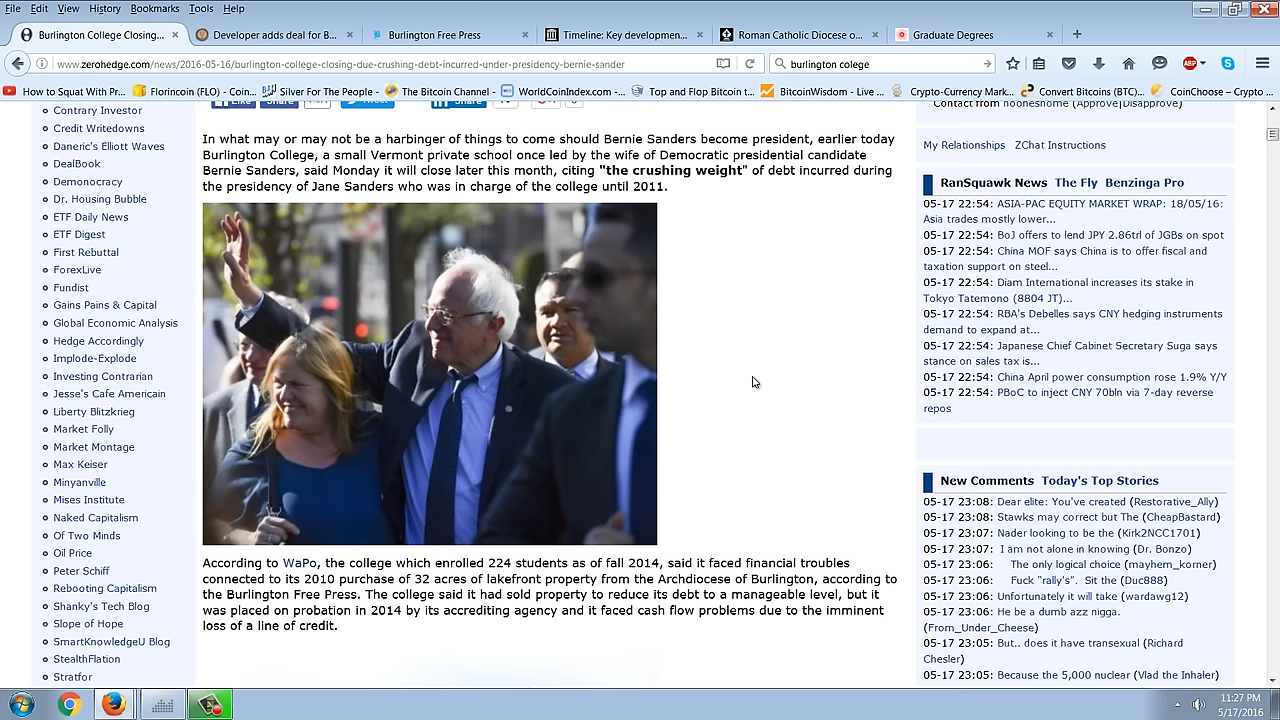 File Edit View History Bookmarks Tools Help
Burlington College Closing... × Developer adds deal for B... × Burlington Free Press × Timeline: Key developmen... × Roman Catholic Diocese o... × Graduate Degrees × +
www.zerohedge.com/news/2016-05-16/burlington-college-closing-due-crushing-debt-incurred-under-presidency-bernie-sander burlington college
How to Squat With Pr... Florincoin (FLO) - Coin... Silver For The People - ... The Bitcoin Channel - ... WorldCoinIndex.com -... Top and Flop Bitcoin t... BitcoinWisdom - Live ... Crypto-Currency Mark... Convert Bitcoins (BTC)... CoinChoose – Crypto ...
Like Share Tweet Share
In what may or may not be a harbinger of things to come should Bernie Sanders become president, earlier today
Burlington College, a small Vermont private school once led by the wife of Democratic presidential candidate
Bernie Sanders, said Monday it will close later this month, citing "the crushing weight" of debt incurred during
the presidency of Jane Sanders who was in charge of the college until 2011.
According to WaPo, the college which enrolled 224 students as of fall 2014, said it faced financial troubles
connected to its 2010 purchase of 32 acres of lakefront property from the Archdiocese of Burlington, according to
the Burlington Free Press. The college said it had sold property to reduce its debt to a manageable level, but it
was placed on probation in 2014 by its accrediting agency and it faced cash flow problems due to the imminent
loss of a line of credit.
Contrary Investor
Credit Writedowns
Daneric's Elliott Waves
DealBook
Demonocracy
Dr. Housing Bubble
ETF Daily News
ETF Digest
First Rebuttal
ForexLive
Fundist
Gains Pains & Capital
Global Economic Analysis
Hedge Accordingly
Implode-Explode
Investing Contrarian
Jesse's Cafe Americain
Liberty Blitzkrieg
Market Folly
Market Montage
Max Keiser
Minyanville
Mises Institute
Naked Capitalism
Of Two Minds
Oil Price
Peter Schiff
Rebooting Capitalism
Shanky's Tech Blog
Slope of Hope
SmartKnowledgeU Blog
StealthFlation
Stratfor
Contact from nooneshome (Approve|Disapprove)
My Relationships ZChat Instructions
RanSquawk News The Fly Benzinga Pro
05-17 22:54: ASIA-PAC EQUITY MARKET WRAP: 18/05/16:
Asia trades mostly lower...
05-17 22:54: BoJ offers to lend JPY 2.86trl of JGBs on spot
05-17 22:54: China MOF says China is to offer fiscal and
taxation support on steel...
05-17 22:54: Diam International increases its stake in
Tokyo Tatemono (8804 JT)...
05-17 22:54: RBA's Debelles says CNY hedging instruments
demand to expand at...
05-17 22:54: Japanese Chief Cabinet Secretary Suga says
stance on sales tax is...
05-17 22:54: China April power consumption rose 1.9% Y/Y
05-17 22:54: PBoC to inject CNY 70bln via 7-day reverse
repos
New Comments Today's Top Stories
05-17 23:08: Dear elite: You've created (Restorative_Ally)
05-17 23:08: Stawks may correct but The (CheapBastard)
05-17 23:07: Nader looking to be the (Kirk2NCC1701)
05-17 23:07: I am not alone in knowing (Dr. Bonzo)
05-17 23:06: The only logical choice (mayhem_korner)
05-17 23:06: Fuck "rally's". Sit the (Duc888)
05-17 23:06: Unfortunately it will take (wardawg12)
05-17 23:06: He be a dumb azz nigga.
(From_Under_Cheese)
05-17 23:05: But.. does it have transexual (Richard
Chesler)
05-17 23:05: Because the 5,000 nuclear (Vlad the Inhaler)
11:27 PM
5/17/2016